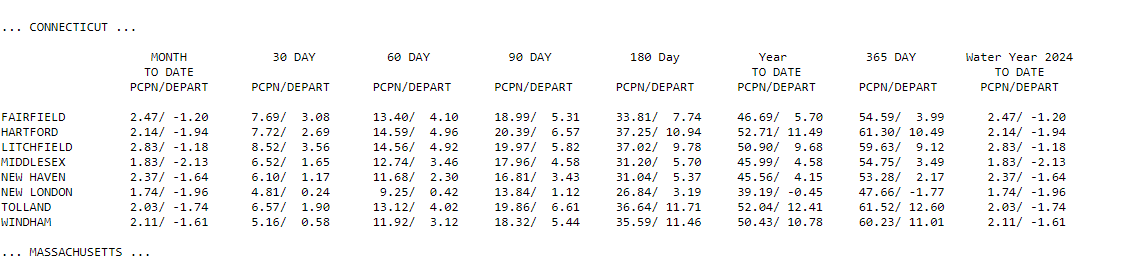 ... CONNECTICUT ...
MONTH 30 DAY 60 DAY 90 DAY 180 Day Year 365 DAY Water Year 2024
TO DATE TO DATE TO DATE
PCPN/DEPART PCPN/DEPART PCPN/DEPART PCPN/DEPART PCPN/DEPART PCPN/DEPART PCPN/DEPART PCPN/DEPART
FAIRFIELD 2.47/ -1.20 7.69/ 3.08 13.40/ 4.10 18.99/ 5.31 33.81/ 7.74 46.69/ 5.70 54.59/ 3.99 2.47/ -1.20
HARTFORD 2.14/ -1.94 7.72/ 2.69 14.59/ 4.96 20.39/ 6.57 37.25/ 10.94 52.71/ 11.49 61.30/ 10.49 2.14/ -1.94
LITCHFIELD 2.83/ -1.18 8.52/ 3.56 14.56/ 4.92 19.97/ 5.82 37.02/ 9.78 50.90/ 9.68 59.63/ 9.12 2.83/ -1.18
MIDDLESEX 1.83/ -2.13 6.52/ 1.65 12.74/ 3.46 17.96/ 4.58 31.20/ 5.70 45.99/ 4.58 54.75/ 3.49 1.83/ -2.13
NEW HAVEN 2.37/ -1.64 6.10/ 1.17 11.68/ 2.30 16.81/ 3.43 31.04/ 5.37 45.56/ 4.15 53.28/ 2.17 2.37/ -1.64
NEW LONDON 1.74/ -1.96 4.81/ 0.24 9.25/ 0.42 13.84/ 1.12 26.84/ 3.19 39.19/ -0.45 47.66/ -1.77 1.74/ -1.96
TOLLAND 2.03/ -1.74 6.57/ 1.90 13.12/ 4.02 19.86/ 6.61 36.64/ 11.71 52.04/ 12.41 61.52/ 12.60 2.03/ -1.74
WINDHAM 2.11/ -1.61 5.16/ 0.58 11.92/ 3.12 18.32/ 5.44 35.59/ 11.46 50.43/ 10.78 60.23/ 11.01 2.11/ -1.61
... MASSACHUSETTS ...